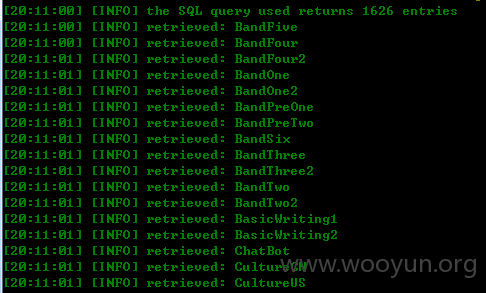 [20:11:00] [INFO] the SQL query used returns 1626 entries
[20:11:00] [INFO] retrieved: BandFive
[20:11:00] [INFO] retrieved: BandFour
[20:11:01] [INFO] retrieved: BandFour2
[20:11:01] [INFO] retrieved: BandOne
[20:11:01] [INFO] retrieved: BandOne2
[20:11:01] [INFO] retrieved: BandPreOne
[20:11:01] [INFO] retrieved: BandPreTwo
[20:11:01] [INFO] retrieved: BandSix
[20:11:01] [INFO] retrieved: BandThree
[20:11:01] [INFO] retrieved: BandThree2
[20:11:01] [INFO] retrieved: BandTwo
[20:11:01] [INFO] retrieved: BandTwo2
[20:11:01] [INFO] retrieved: BasicWriting1
[20:11:01] [INFO] retrieved: BasicWriting2
[20:11:01] [INFO] retrieved: ChatBot
[20:11:01] [INFO] retrieved: CultureCN
[20:11:01] [INFO] retrieved: CultureUS
www.wooyun.org